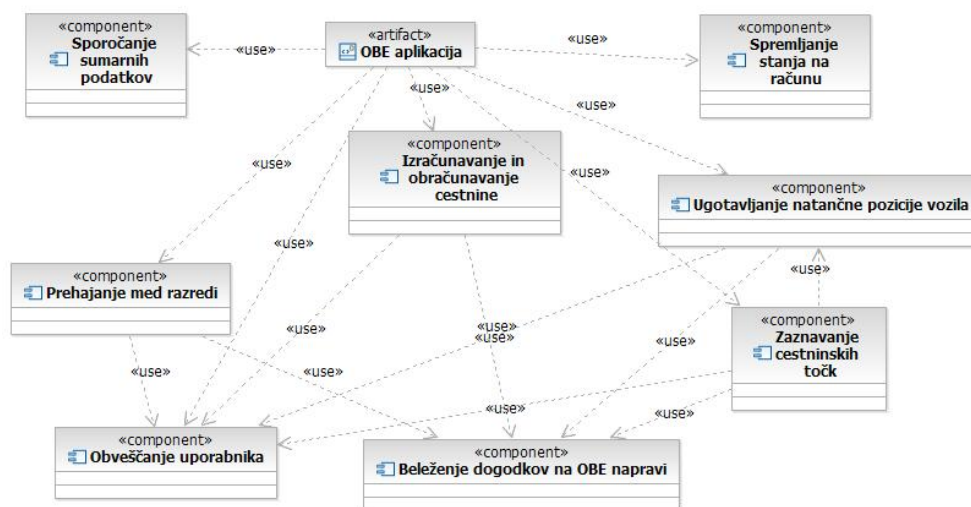 «component»
Sporočanje
sumarnih
podatkov
«use»
«artifact»
OBE aplikacija
«use»
«component»
Spremljanje
stanja na
računu
«use»
«use»
«component»
Izračunavanje in
obračunavanje
cestnine
«use»
«use»
«component»
Ugotavljanje natančne pozicije vozila
«use»
«component»
Prehajanje med razredi
«use»
«use»
«use»
«use»
«component»
Zaznavanje
cestninskih
točk
«use»
«use»
«use»
«use»
«use»
«component»
Obveščanje uporabnika
«component»
Beleženje dogodkov na OBE napravi